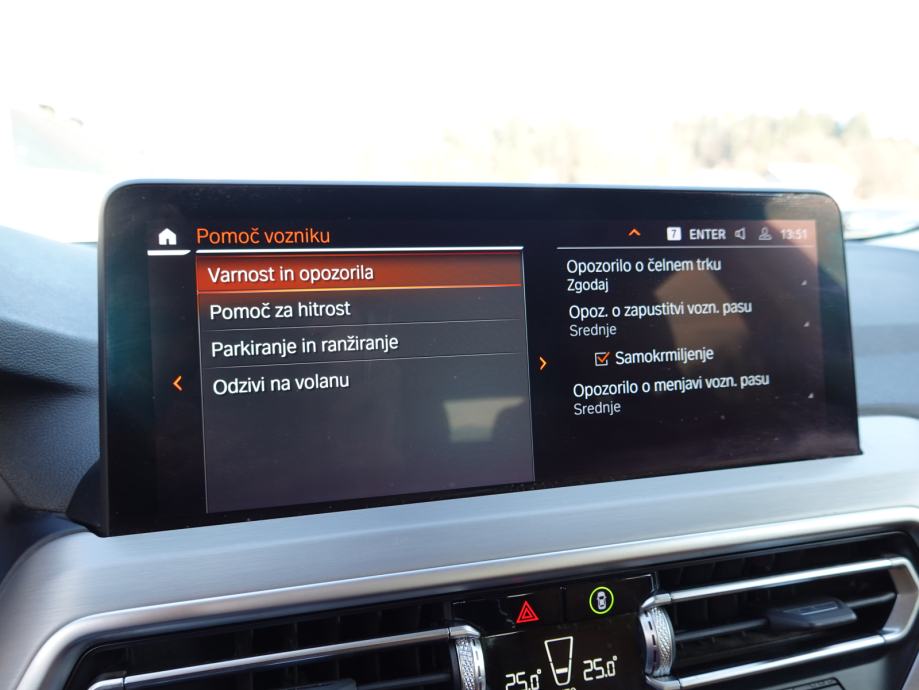 Pomoč vozniku
7 ENTER 13:51
Varnost in opozorila
Pomoč za hitrost
Parkiranje in ranžiranje
Odzivi na volanu
Opozorilo o čelnem trku
Zgodaj
Opoz. o zapustitvi vozn. pasu
Srednje
Samokrmiljenje
Opozorilo o menjavi vozn. pasu
Srednje
25.0° 25.0°